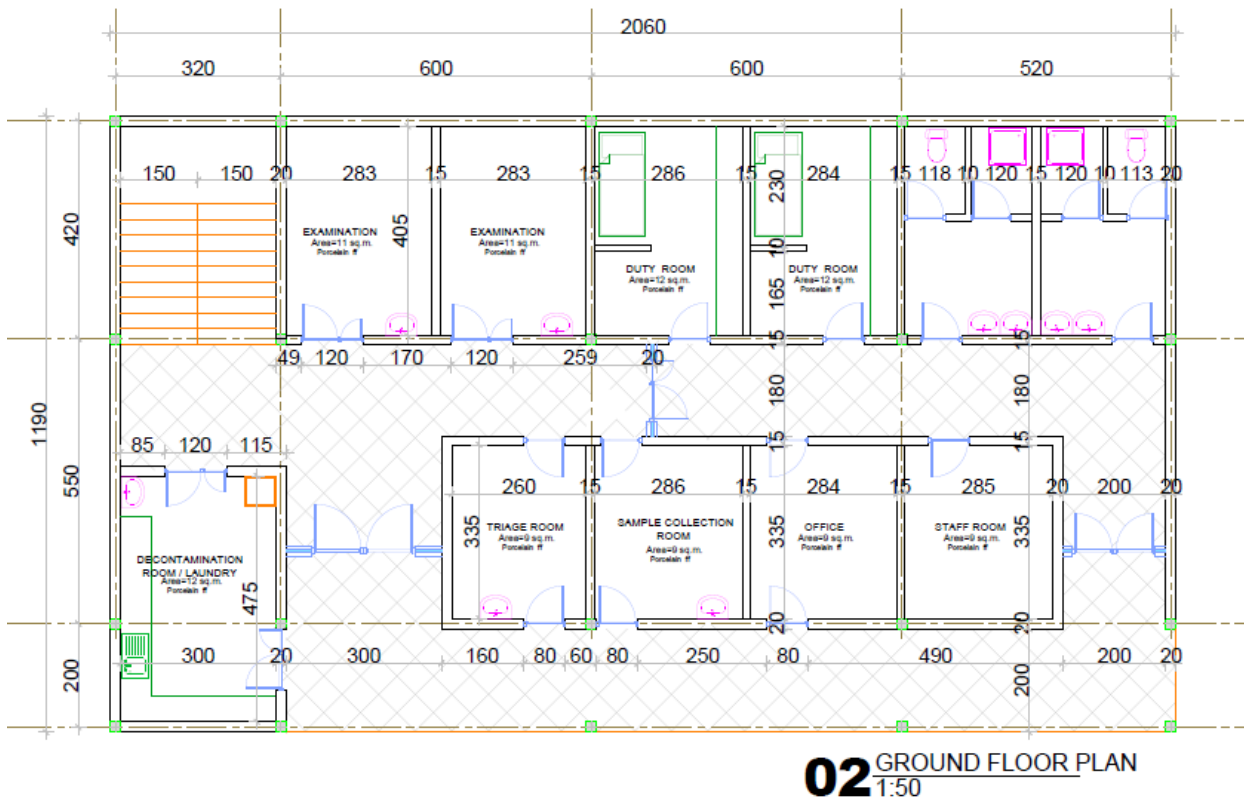 2060
320 600 600 520
150 150 20 283 15 283 15 286 15 284 15 118 10 120 15 120 10 113 20
230
420
405
EXAMINATION
Area=11 sq.m.
Porcelain ff
EXAMINATION
Area=11 sq.m.
Porcelain ff
10
DUTY ROOM
Area=12 sq.m.
Porcelain ff
DUTY ROOM
Area=12 sq.m.
Porcelain ff
165
15
15
49 120 170 120 259 20
180
180
1190
85 120 115
15
15
550
260 15 286 15 284 15 285 20 200 20
335
TRIAGE ROOM
Area=9 sq.m.
Porcelain ff
SAMPLE COLLECTION
ROOM
Area=9 sq.m.
Porcelain ff
OFFICE
Area=9 sq.m.
Porcelain ff
STAFF ROOM
Area=9 sq.m.
Porcelain ff
335
335
DECONTAMINATION
ROOM / LAUNDRY
Area=12 sq.m.
Porcelain ff
475
20
20
300 20 300 160 80 60 80 250 80 490 200 20
200
200
02 GROUND FLOOR PLAN
1:50